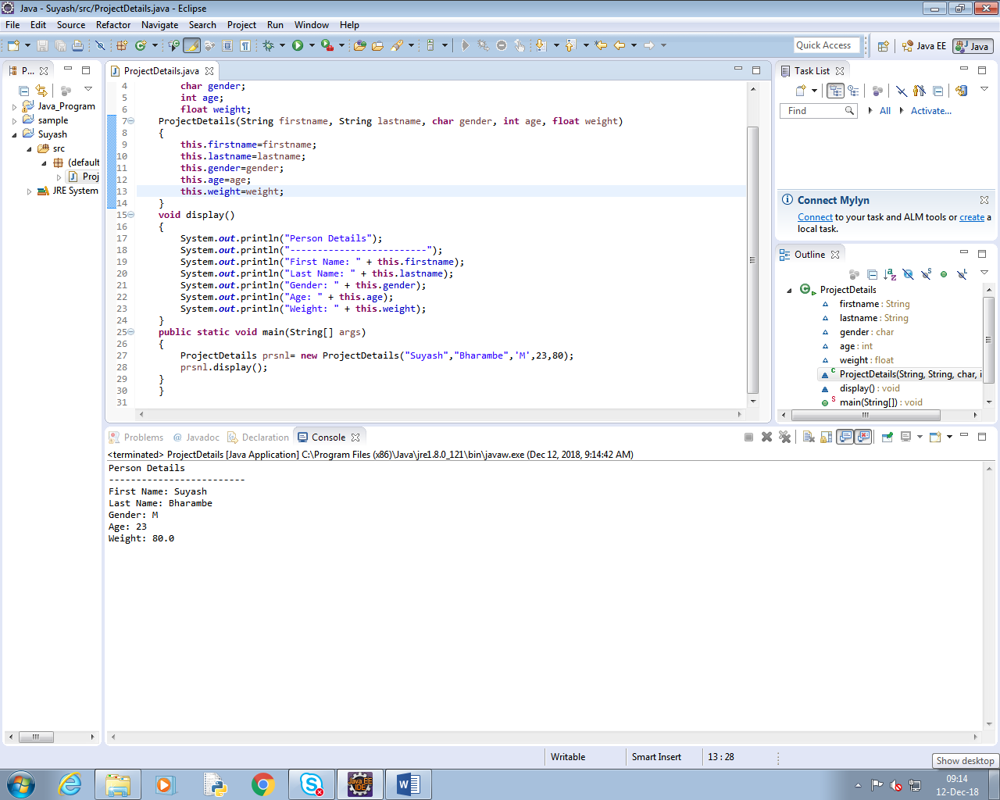 Java - Suyash/src/ProjectDetails.java - Eclipse
File Edit Source Refactor Navigate Search Project Run Window Help
Quick Access
Java EE
Java
P...
Java_Program
sample
Suyash
src
(default
Proj
JRE System
ProjectDetails.java
4 char gender;
5 int age;
6 float weight;
7 ProjectDetails(String firstname, String lastname, char gender, int age, float weight)
8 {
9 this.firstname=firstname;
10 this.lastname=lastname;
11 this.gender=gender;
12 this.age=age;
13 this.weight=weight;
14 }
15 void display()
16 {
17 System.out.println("Person Details");
18 System.out.println("-------------------------");
19 System.out.println("First Name: " + this.firstname);
20 System.out.println("Last Name: " + this.lastname);
21 System.out.println("Gender: " + this.gender);
22 System.out.println("Age: " + this.age);
23 System.out.println("Weight: " + this.weight);
24 }
25 public static void main(String[] args)
26 {
27 ProjectDetails prsnl= new ProjectDetails("Suyash","Bharambe",'M',23,80);
28 prsnl.display();
29 }
30 }
31
Task List
Find
All
Activate...
Connect Mylyn
Connect to your task and ALM tools or create a
local task.
Outline
ProjectDetails
firstname : String
lastname : String
gender : char
age : int
weight : float
ProjectDetails(String, String, char, i
display() : void
main(String[]) : void
Problems @ Javadoc Declaration Console
<terminated> ProjectDetails [Java Application] C:\Program Files (x86)\Java\jre1.8.0_121\bin\javaw.exe (Dec 12, 2018, 9:14:42 AM)
Person Details
-------------------------
First Name: Suyash
Last Name: Bharambe
Gender: M
Age: 23
Weight: 80.0
Writable
Smart Insert
13 : 28
Show desktop
Java EE
IDE
09:14
12-Dec-18